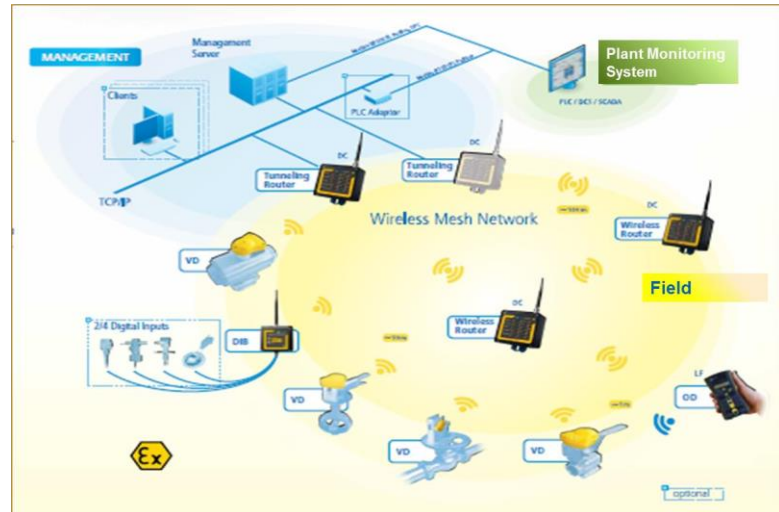 MANAGEMENT
Management
Server
Plant Monitoring
System
PLC / DCS / SCADA
Clients
PLC Adaptor
TCP/IP
DC
Tunneling
Router
DC
Tunneling
Router
DC
Wireless
Router
Wireless Mesh Network
VD
Field
DC
Wireless
Router
2/4 Digital Inputs
DIB
VD
VD
VD
LF
OD
Ex
optional